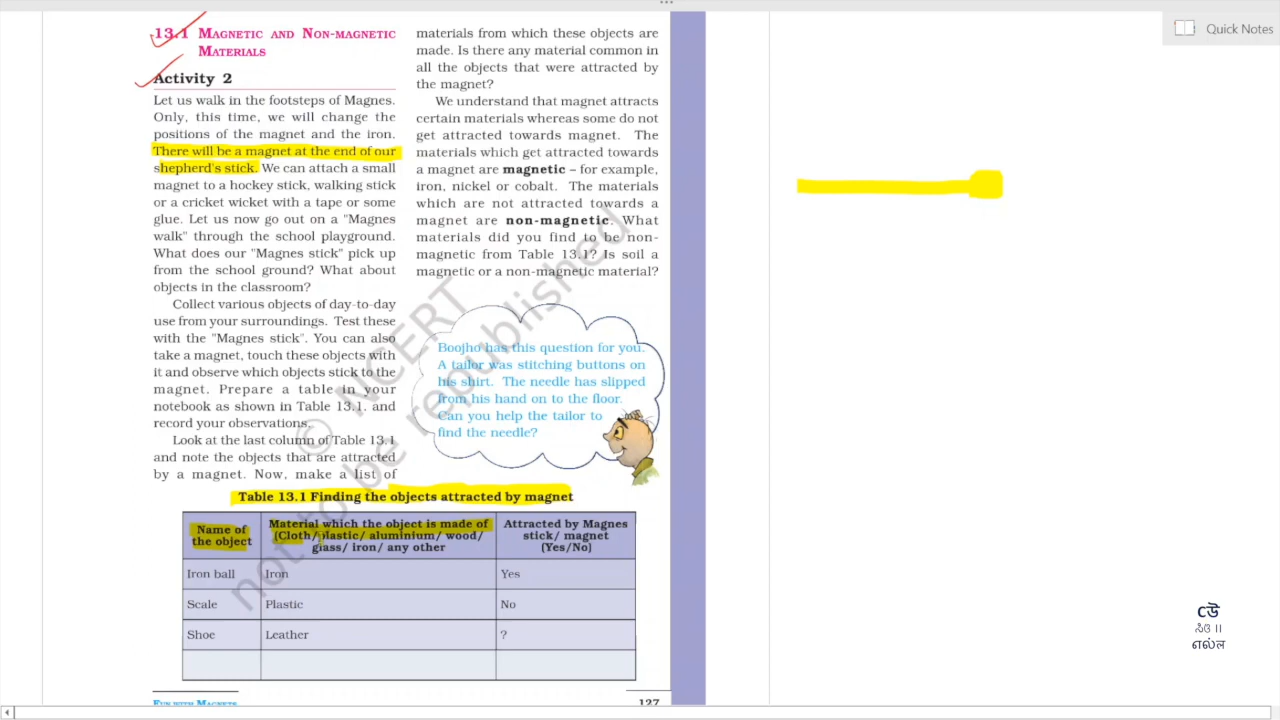 13.1 MAGNETIC AND NON-MAGNETIC
MATERIALS
Activity 2
Let us walk in the footsteps of Magnes.
Only, this time, we will change the
positions of the magnet and the iron.
There will be a magnet at the end of our
shepherd's stick. We can attach a small
magnet to a hockey stick, walking stick
or a cricket wicket with a tape or some
glue. Let us now go out on a "Magnes
walk" through the school playground.
What does our "Magnes stick" pick up
from the school ground? What about
objects in the classroom?
Collect various objects of day-to-day
use from your surroundings. Test these
with the "Magnes stick". You can also
take a magnet, touch these objects with
it and observe which objects stick to the
magnet. Prepare a table in your
notebook as shown in Table 13.1. and
record your observations.
Look at the last column of Table 13.1
and note the objects that are attracted
by a magnet. Now, make a list of
materials from which these objects are
made. Is there any material common in
all the objects that were attracted by
the magnet?
We understand that magnet attracts
certain materials whereas some do not
get attracted towards magnet. The
materials which get attracted towards
a magnet are magnetic – for example,
iron, nickel or cobalt. The materials
which are not attracted towards a
magnet are non-magnetic. What
materials did you find to be non-
magnetic from Table 13.1? Is soil a
magnetic or a non-magnetic material?
Boojho has this question for you.
A tailor was stitching buttons on
his shirt. The needle has slipped
from his hand on to the floor.
Can you help the tailor to
find the needle?
Table 13.1 Finding the objects attracted by magnet
Name of
the object
Material which the object is made of
(Cloth/plastic/ aluminium/ wood/
glass/ iron/ any other
Attracted by Magnes
stick/ magnet
(Yes/No)
Iron ball Iron Yes
Scale Plastic No
Shoe Leather ?
FUN WITH MAGNETS 127
© NCERT
not to be republished
Quick Notes
எல்ல